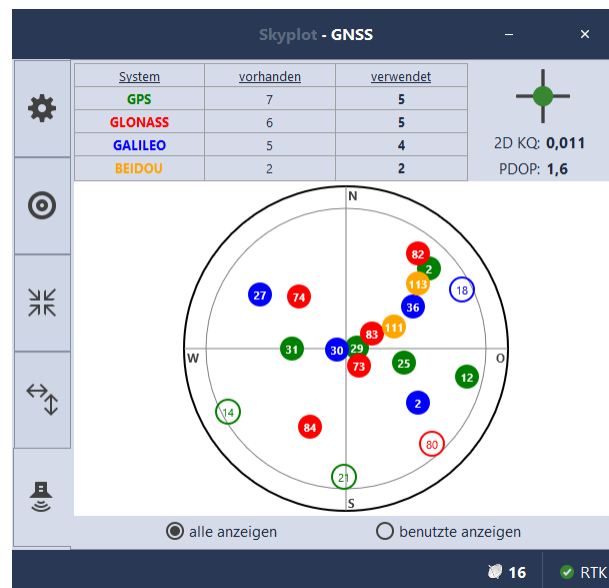 Skyplot - GNSS
System vorhanden verwendet
GPS 7 5
GLONASS 6 5
GALILEO 5 4
BEIDOU 2 2
2D KQ: 0,011
PDOP: 1,6
N
82
2
113
18
27
74
36
111
83
31
30
29
W
O
73
25
12
2
14
84
80
21
S
alle anzeigen benutzte anzeigen
16 RTK